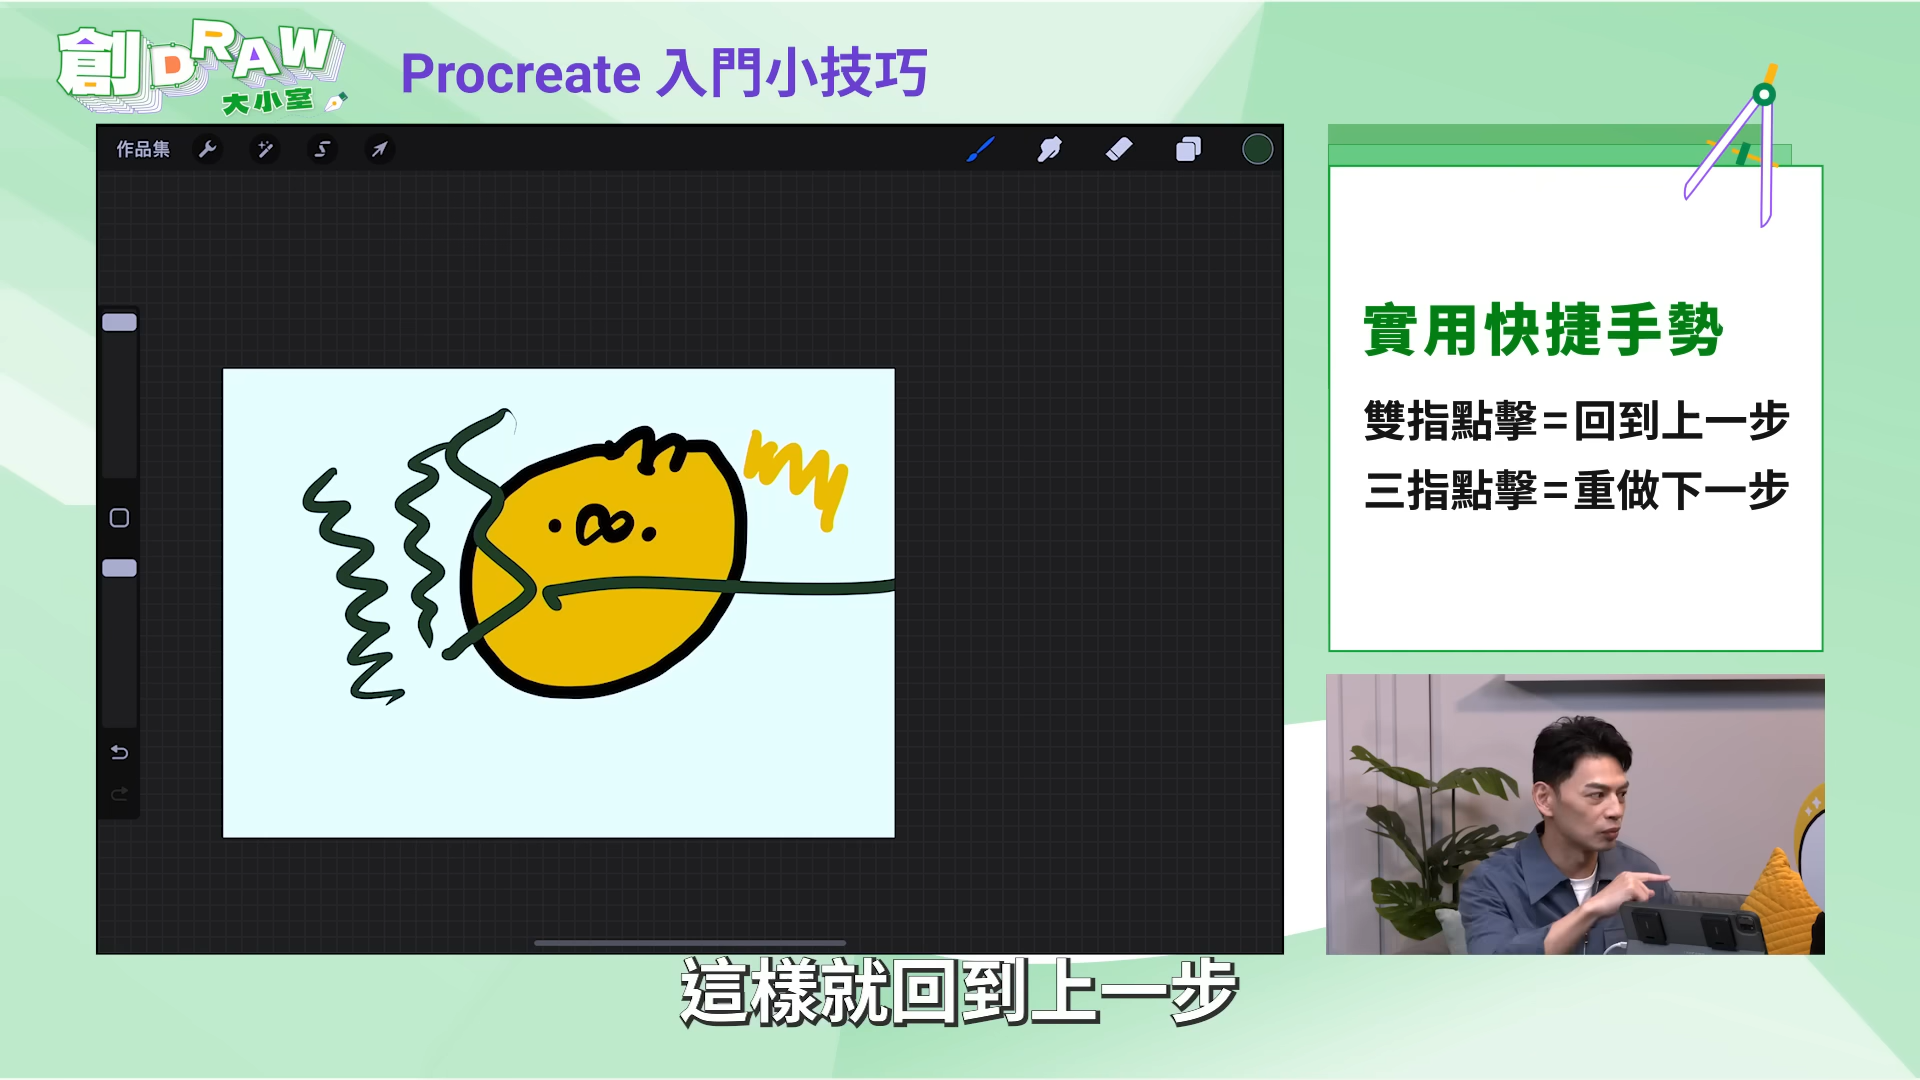 創DRAW
大小室
Procreate 入門小技巧
作品集
實用快捷手勢
雙指點擊=回到上一步
三指點擊=重做下一步
這樣就回到上一步